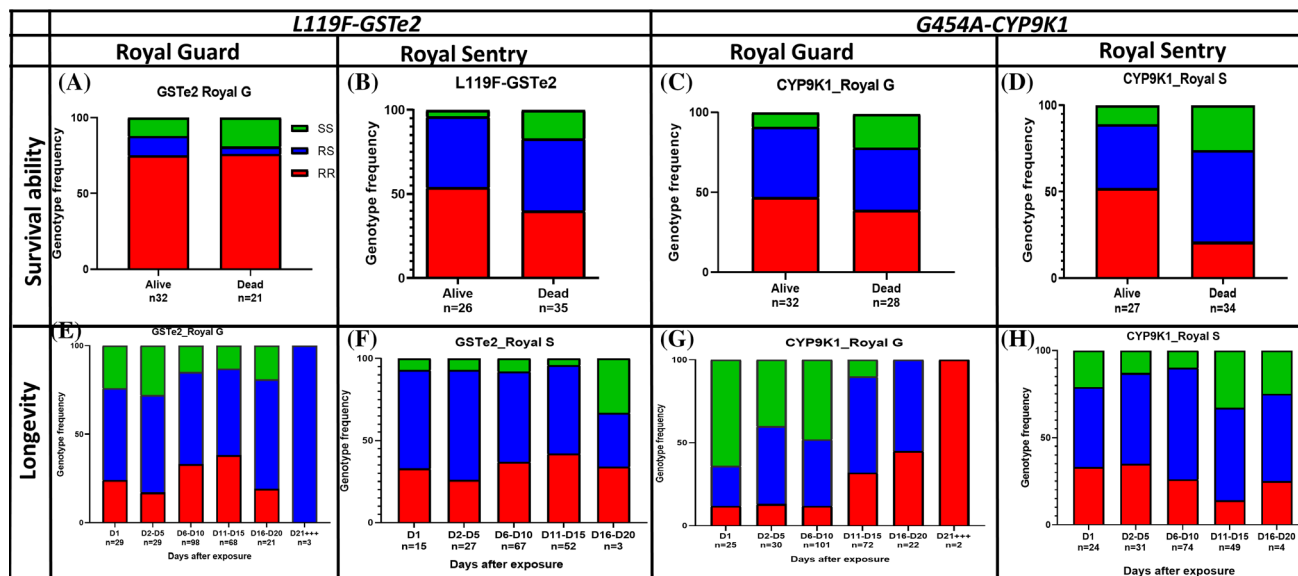 L119F-GSTe2
G454A-CYP9K1
Royal Guard
Royal Sentry
Royal Guard
Royal Sentry
Survival ability
(A)
GSTe2 Royal G
Genotype frequency
100
50
0
SS
RS
RR
Alive
n32
Dead
n21
(B)
L119F-GSTe2
Genotype frequency
100
50
0
Alive
n=26
Dead
n=35
(C)
CYP9K1_Royal G
Genotype frequency
100
50
0
Alive
n=32
Dead
n=28
(D)
CYP9K1_Royal S
Genotype frequency
100
50
0
Alive
n=27
Dead
n=34
Longevity
(E)
GSTe2_Royal G
Genotype frequency
100
50
0
D1 D2-D5 D6-D10 D11-D15 D16-D20 D21+++
n=29 n=29 n=98 n=68 n=21 n=3
Days after exposure
(F)
GSTe2_Royal S
Genotype frequency
100
50
0
D1 D2-D5 D6-D10 D11-D15 D16-D20
n=15 n=27 n=67 n=52 n=3
Days after exposure
(G)
CYP9K1_Royal G
Genotype frequency
100
50
0
D1 D2-D5 D6-D10 D11-D15 D16-D20 D21+++
n=25 n=30 n=101 n=72 n=22 n=2
Days after exposure
(H)
CYP9K1_Royal S
Genotype frequency
100
50
0
D1 D2-D5 D6-D10 D11-D15 D16-D20
n=24 n=31 n=74 n=49 n=4
Days after exposure